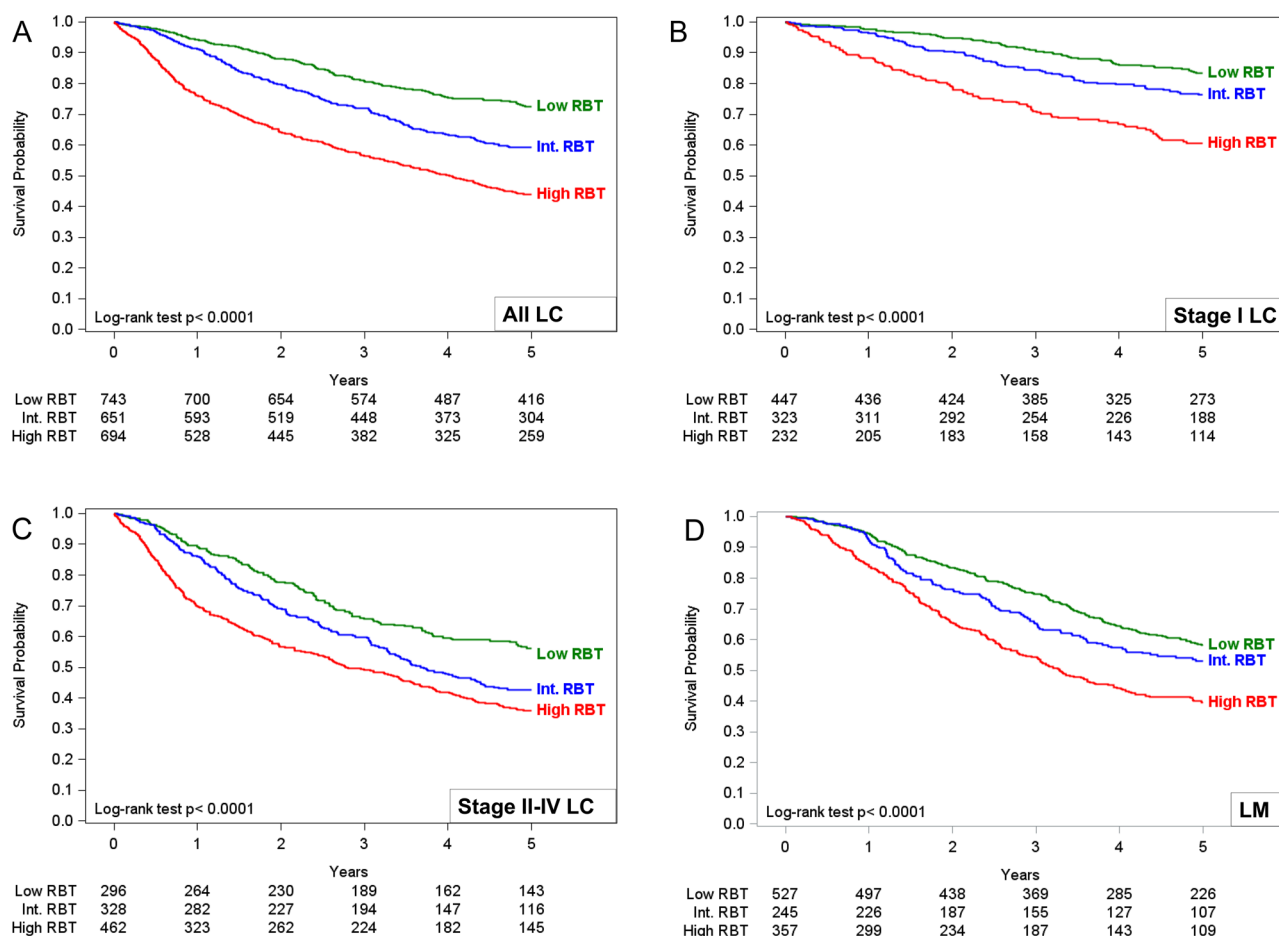 A
1.0
0.9
0.8
0.7
0.6
0.5
0.4
0.3
0.2
0.1
0.0
Survival Probability
Low RBT
Int. RBT
High RBT
Log-rank test p< 0.0001
All LC
0 1 2 3 4 5
Years
Low RBT 743 700 654 574 487 416
Int. RBT 651 593 519 448 373 304
High RBT 694 528 445 382 325 259
B
1.0
0.9
0.8
0.7
0.6
0.5
0.4
0.3
0.2
0.1
0.0
Survival Probability
Low RBT
Int. RBT
High RBT
Log-rank test p< 0.0001
Stage I LC
0 1 2 3 4 5
Years
Low RBT 447 436 424 385 325 273
Int. RBT 323 311 292 254 226 188
High RBT 232 205 183 158 143 114
C
1.0
0.9
0.8
0.7
0.6
0.5
0.4
0.3
0.2
0.1
0.0
Survival Probability
Low RBT
Int. RBT
High RBT
Log-rank test p< 0.0001
Stage II-IV LC
0 1 2 3 4 5
Years
Low RBT 296 264 230 189 162 143
Int. RBT 328 282 227 194 147 116
High RBT 462 323 262 224 182 145
D
1.0
0.9
0.8
0.7
0.6
0.5
0.4
0.3
0.2
0.1
0.0
Survival Probability
Low RBT
Int. RBT
High RBT
Log-rank test p< 0.0001
LM
0 1 2 3 4 5
Years
Low RBT 527 497 438 369 285 226
Int. RBT 245 226 187 155 127 107
High RBT 357 299 234 187 143 109